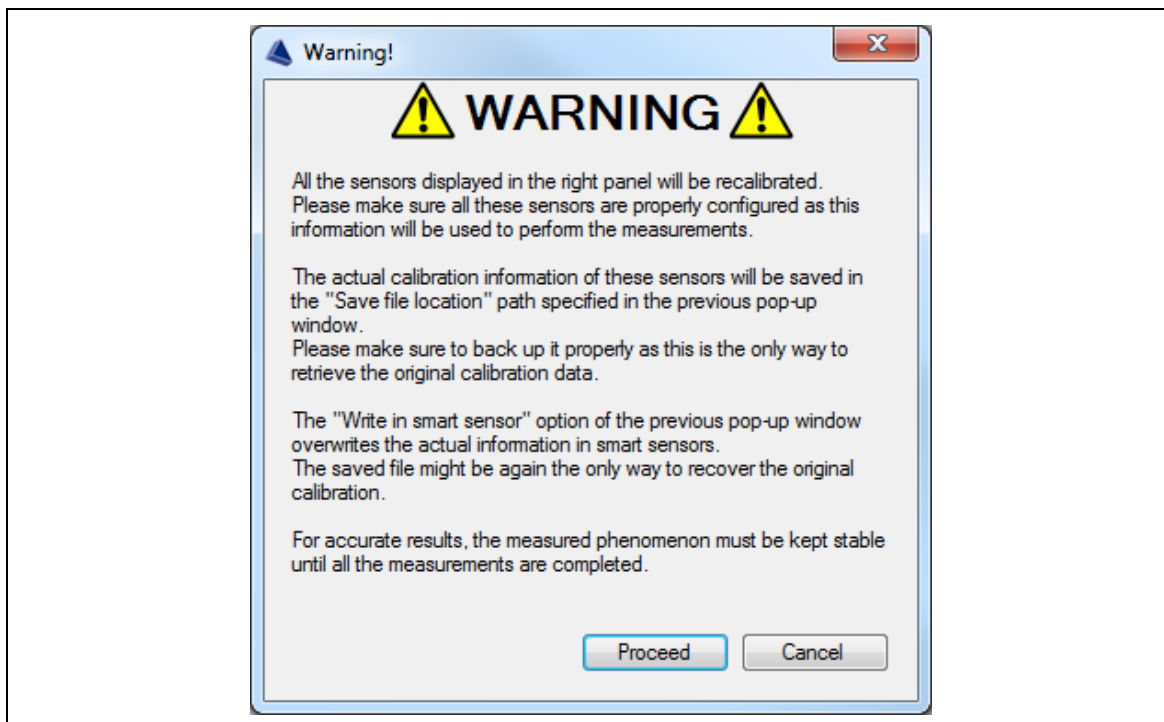 Warning!
WARNING
All the sensors displayed in the right panel will be recalibrated.
Please make sure all these sensors are properly configured as this
information will be used to perform the measurements.
The actual calibration information of these sensors will be saved in
the "Save file location" path specified in the previous pop-up
window.
Please make sure to back up it properly as this is the only way to
retrieve the original calibration data.
The "Write in smart sensor" option of the previous pop-up window
overwrites the actual information in smart sensors.
The saved file might be again the only way to recover the original
calibration.
For accurate results, the measured phenomenon must be kept stable
until all the measurements are completed.
Proceed Cancel